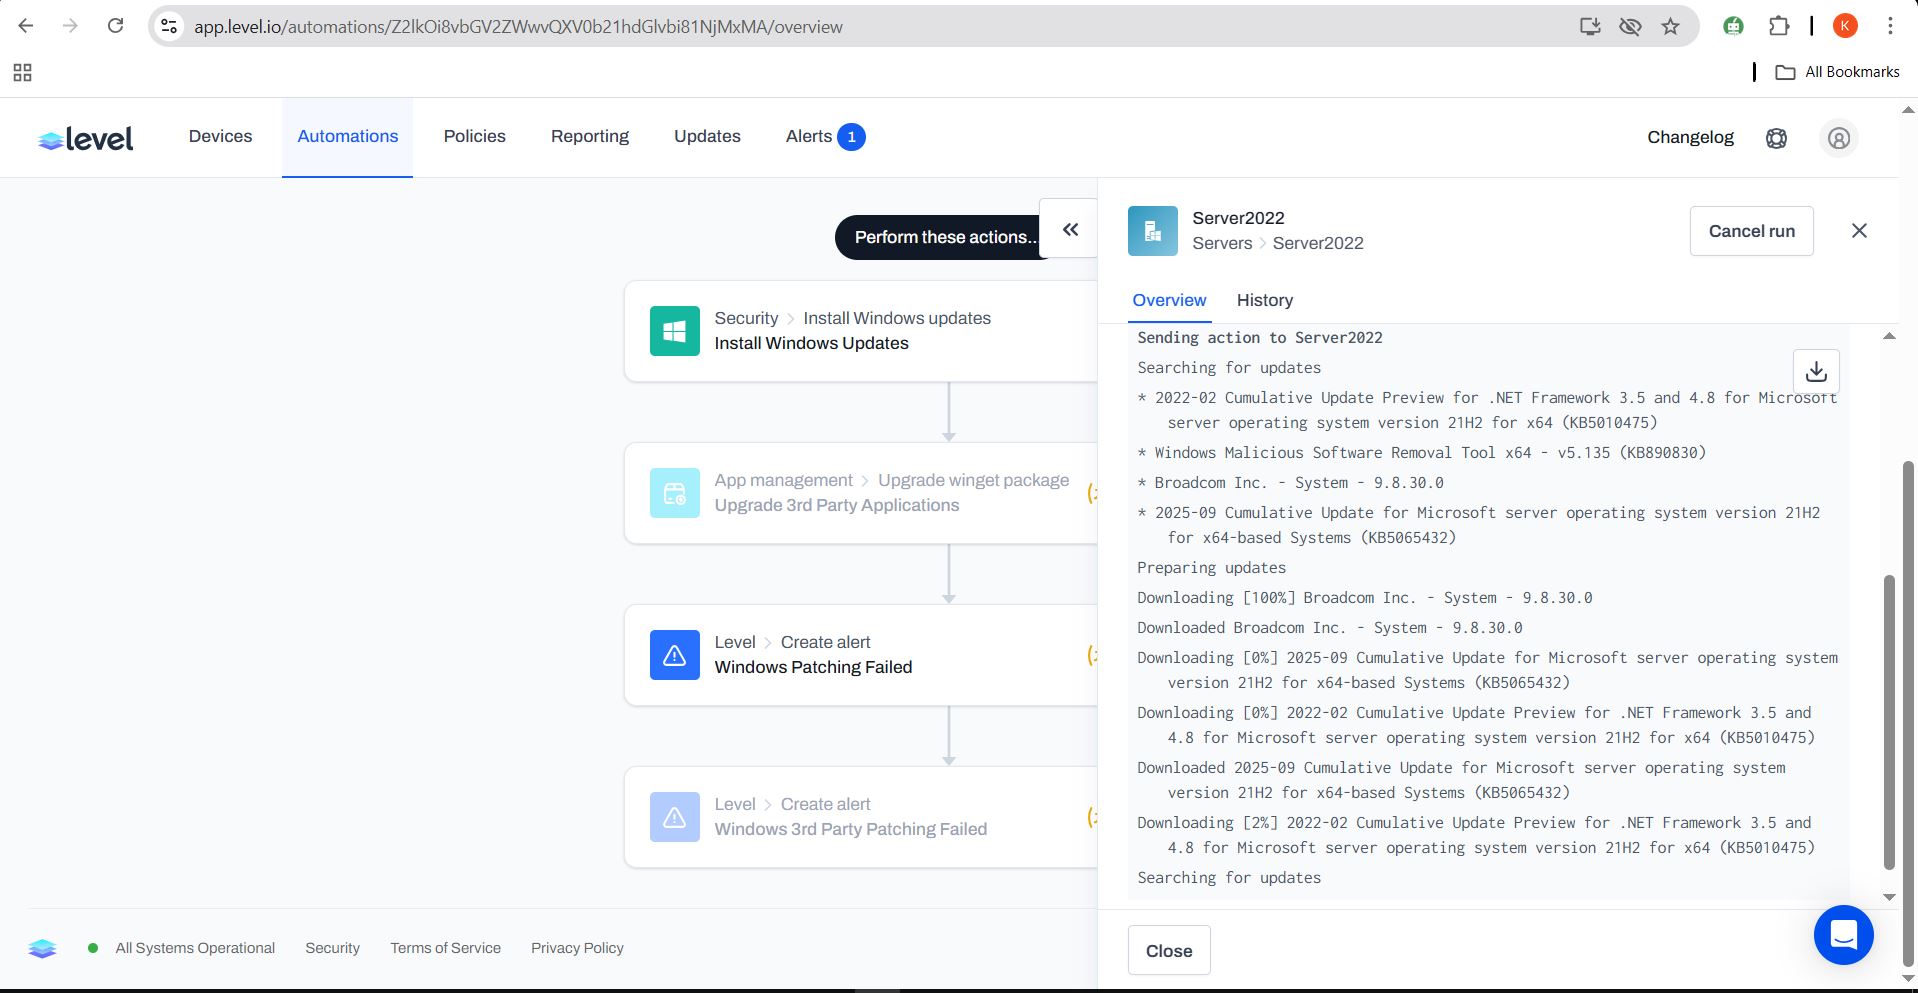 app.level.io/automations/Z2lkOi8vbGV2ZWwvQXV0b21hdGlvbi81NjMxMA/overview
K
All Bookmarks
level
Devices
Automations
Policies
Reporting
Updates
Alerts 1
Changelog
Perform these actions...
Security > Install Windows updates
Install Windows Updates
App management > Upgrade winget package
Upgrade 3rd Party Applications
Level > Create alert
Windows Patching Failed
Level > Create alert
Windows 3rd Party Patching Failed
Server2022
Servers > Server2022
Cancel run
Overview
History
Sending action to Server2022
Searching for updates
* 2022-02 Cumulative Update Preview for .NET Framework 3.5 and 4.8 for Microsoft
server operating system version 21H2 for x64 (KB5010475)
* Windows Malicious Software Removal Tool x64 - v5.135 (KB890830)
* Broadcom Inc. - System - 9.8.30.0
* 2025-09 Cumulative Update for Microsoft server operating system version 21H2
for x64-based Systems (KB5065432)
Preparing updates
Downloading [100%] Broadcom Inc. - System - 9.8.30.0
Downloaded Broadcom Inc. - System - 9.8.30.0
Downloading [0%] 2025-09 Cumulative Update for Microsoft server operating system
version 21H2 for x64-based Systems (KB5065432)
Downloading [0%] 2022-02 Cumulative Update Preview for .NET Framework 3.5 and
4.8 for Microsoft server operating system version 21H2 for x64 (KB5010475)
Downloaded 2025-09 Cumulative Update for Microsoft server operating system
version 21H2 for x64-based Systems (KB5065432)
Downloading [2%] 2022-02 Cumulative Update Preview for .NET Framework 3.5 and
4.8 for Microsoft server operating system version 21H2 for x64 (KB5010475)
Searching for updates
Close
All Systems Operational
Security
Terms of Service
Privacy Policy